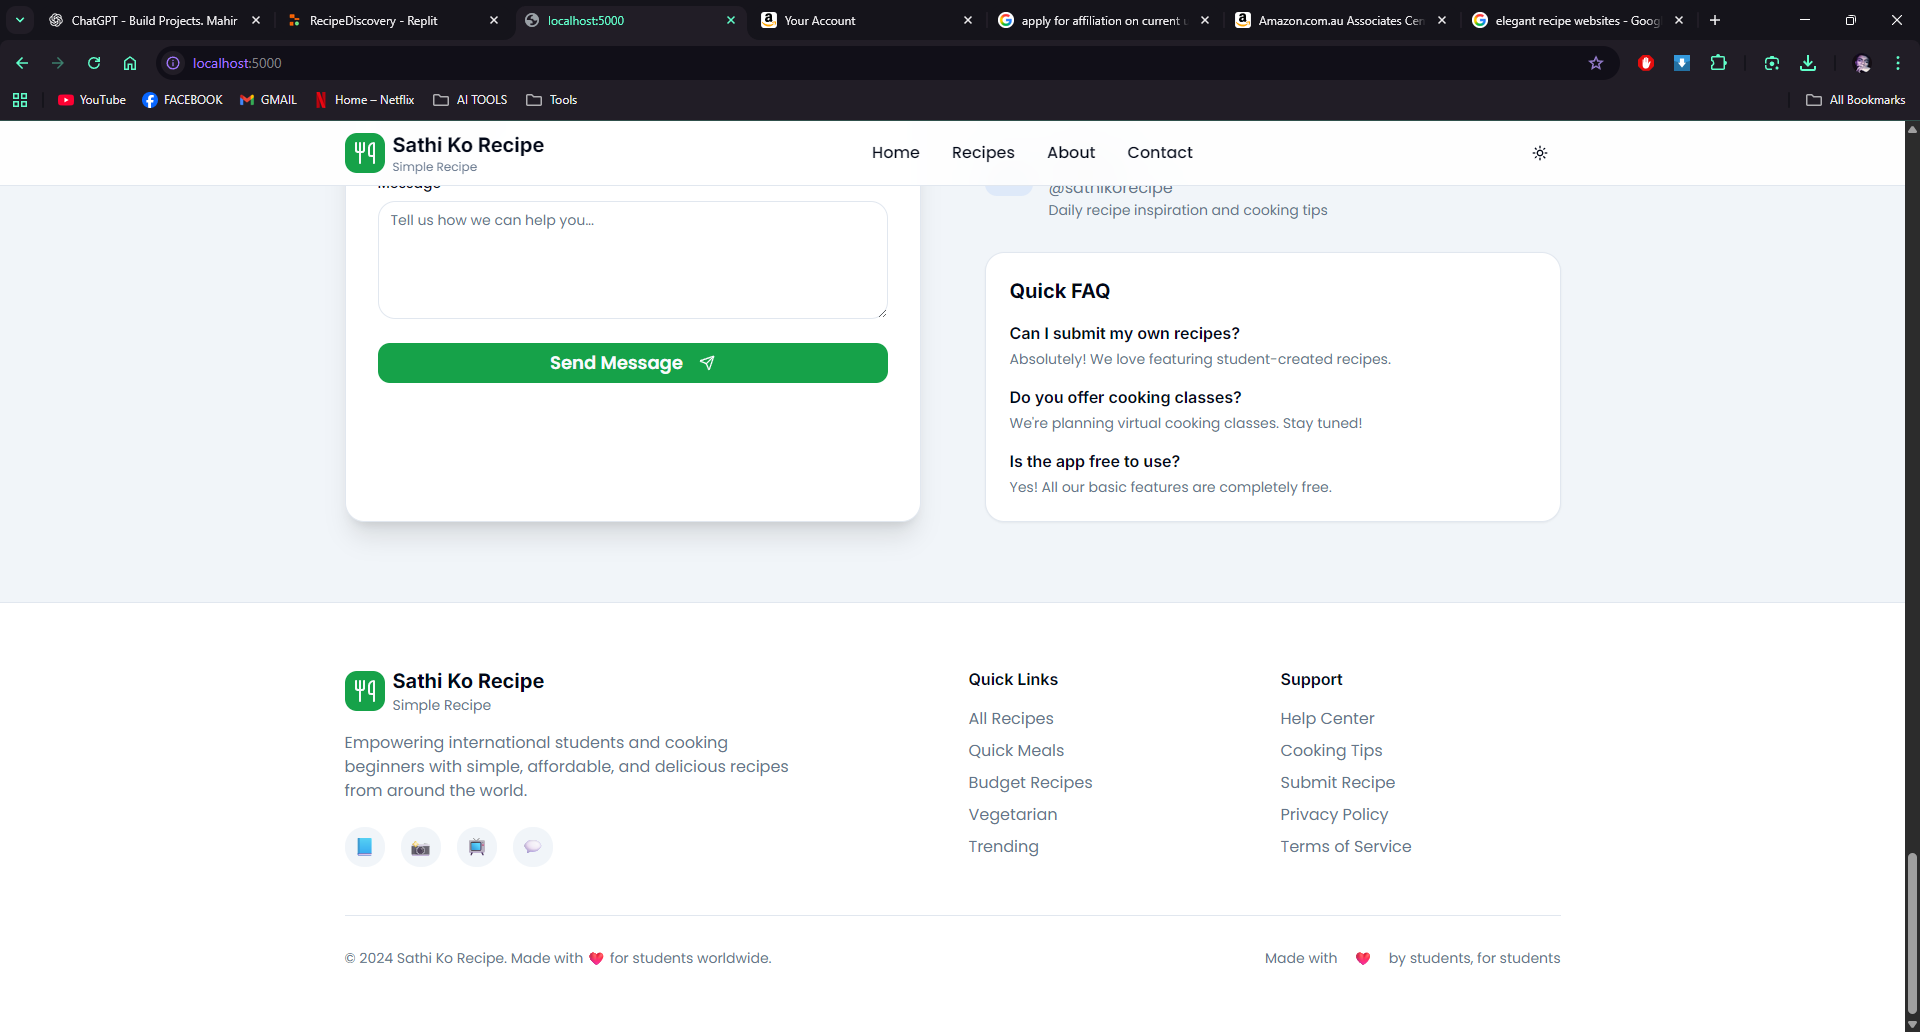 ChatGPT - Build Projects. Mahir
RecipeDiscovery - Replit
localhost:5000
Your Account
apply for affiliation on current
Amazon.com.au Associates Cen
elegant recipe websites - Goog
localhost:5000
YouTube
FACEBOOK
GMAIL
Home – Netflix
AI TOOLS
Tools
All Bookmarks
Sathi Ko Recipe
Simple Recipe
Home
Recipes
About
Contact
Message
Tell us how we can help you...
Send Message
@sathikorecipe
Daily recipe inspiration and cooking tips
Quick FAQ
Can I submit my own recipes?
Absolutely! We love featuring student-created recipes.
Do you offer cooking classes?
We're planning virtual cooking classes. Stay tuned!
Is the app free to use?
Yes! All our basic features are completely free.
Sathi Ko Recipe
Simple Recipe
Empowering international students and cooking
beginners with simple, affordable, and delicious recipes
from around the world.
Quick Links
All Recipes
Quick Meals
Budget Recipes
Vegetarian
Trending
Support
Help Center
Cooking Tips
Submit Recipe
Privacy Policy
Terms of Service
© 2024 Sathi Ko Recipe. Made with ❤️ for students worldwide.
Made with ❤️ by students, for students